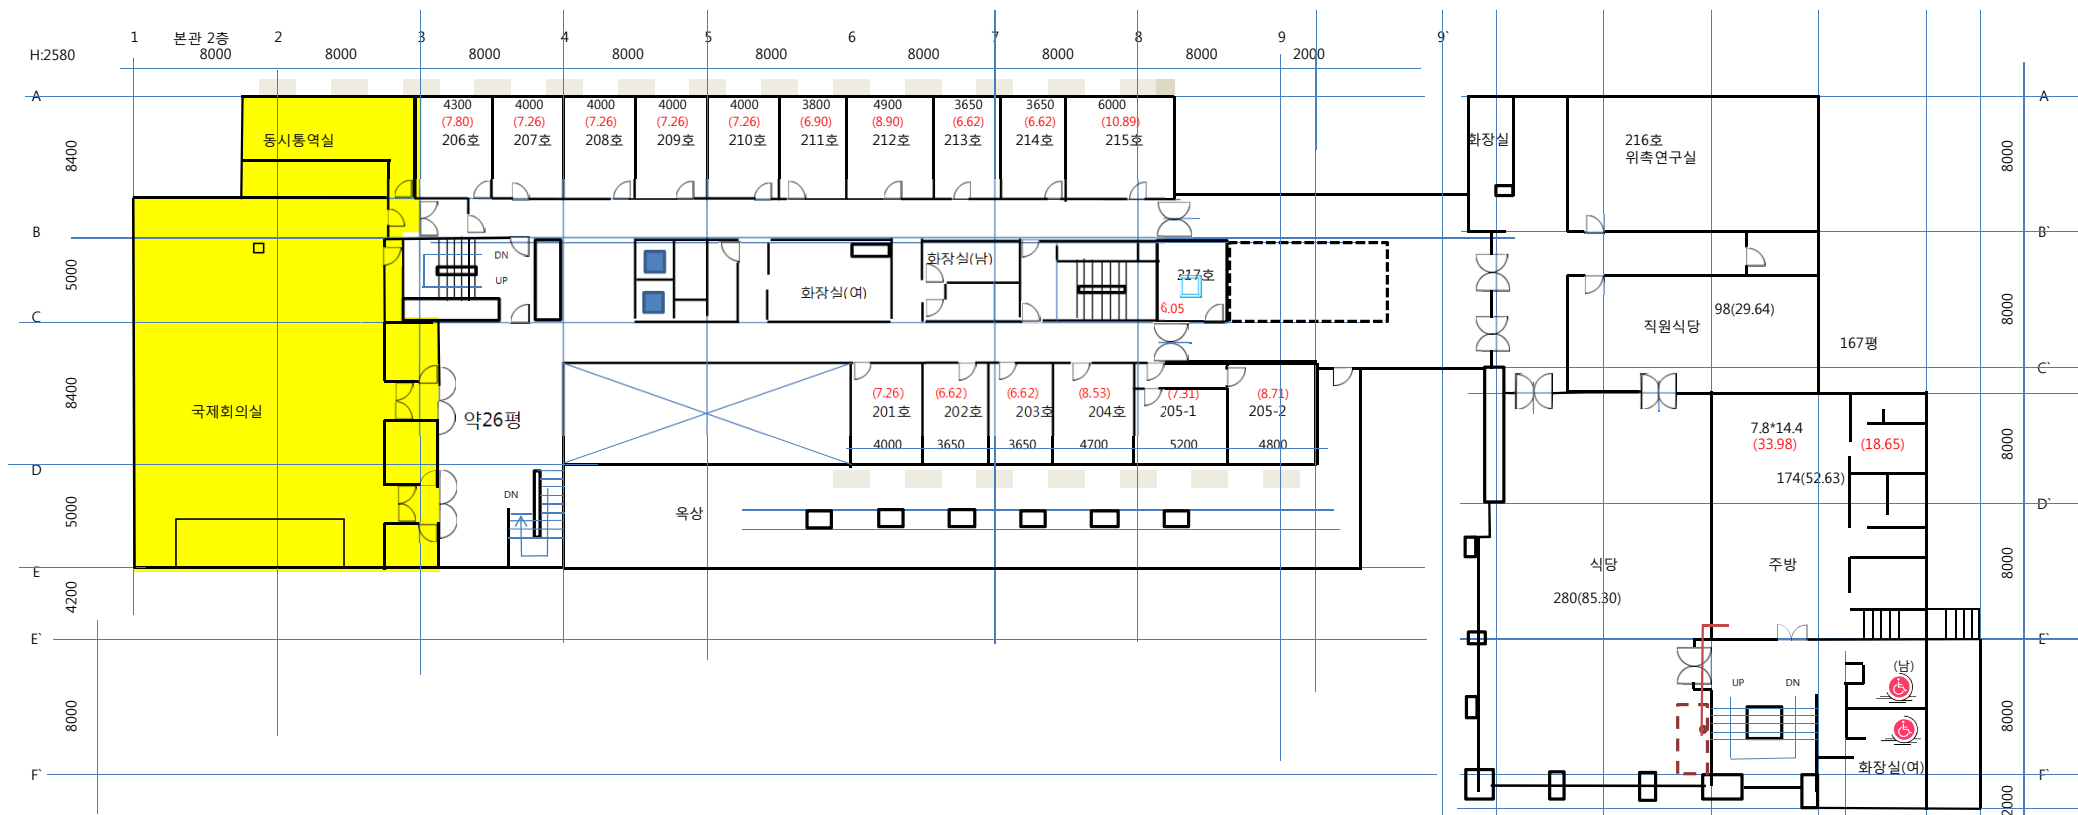 1 본관 2층 2 3 4 5 6 7 8 9 9`
H:2580 8000 8000 8000 8000 8000 8000 8000 8000 2000
A A
4300 4000 4000 4000 4000 3800 4900 3650 3650 6000
(7.80) (7.26) (7.26) (7.26) (7.26) (6.90) (8.90) (6.62) (6.62) (10.89)
동시통역실 206호 207호 208호 209호 210호 211호 212호 213호 214호 215호
화장실
216호
위촉연구실
8400
8000
B B`
DN
UP
화장실(남)
화장실(여)
217호
6.05
5000
8000
98(29.64)
직원식당
167평
C C`
8400
국제회의실
약26평
(7.26) (6.62) (6.62) (8.53) (7.31) (8.71)
201호 202호 203호 204호 205-1 205-2
4000 3650 3650 4700 5200 4800
7.8*14.4
(33.98) (18.65)
174(52.63)
8000
D D`
DN
옥상
5000
8000
식당 주방
280(85.30)
E
4200
E` E`
(남)
UP DN
8000
8000
화장실(여)
F` F`
2000